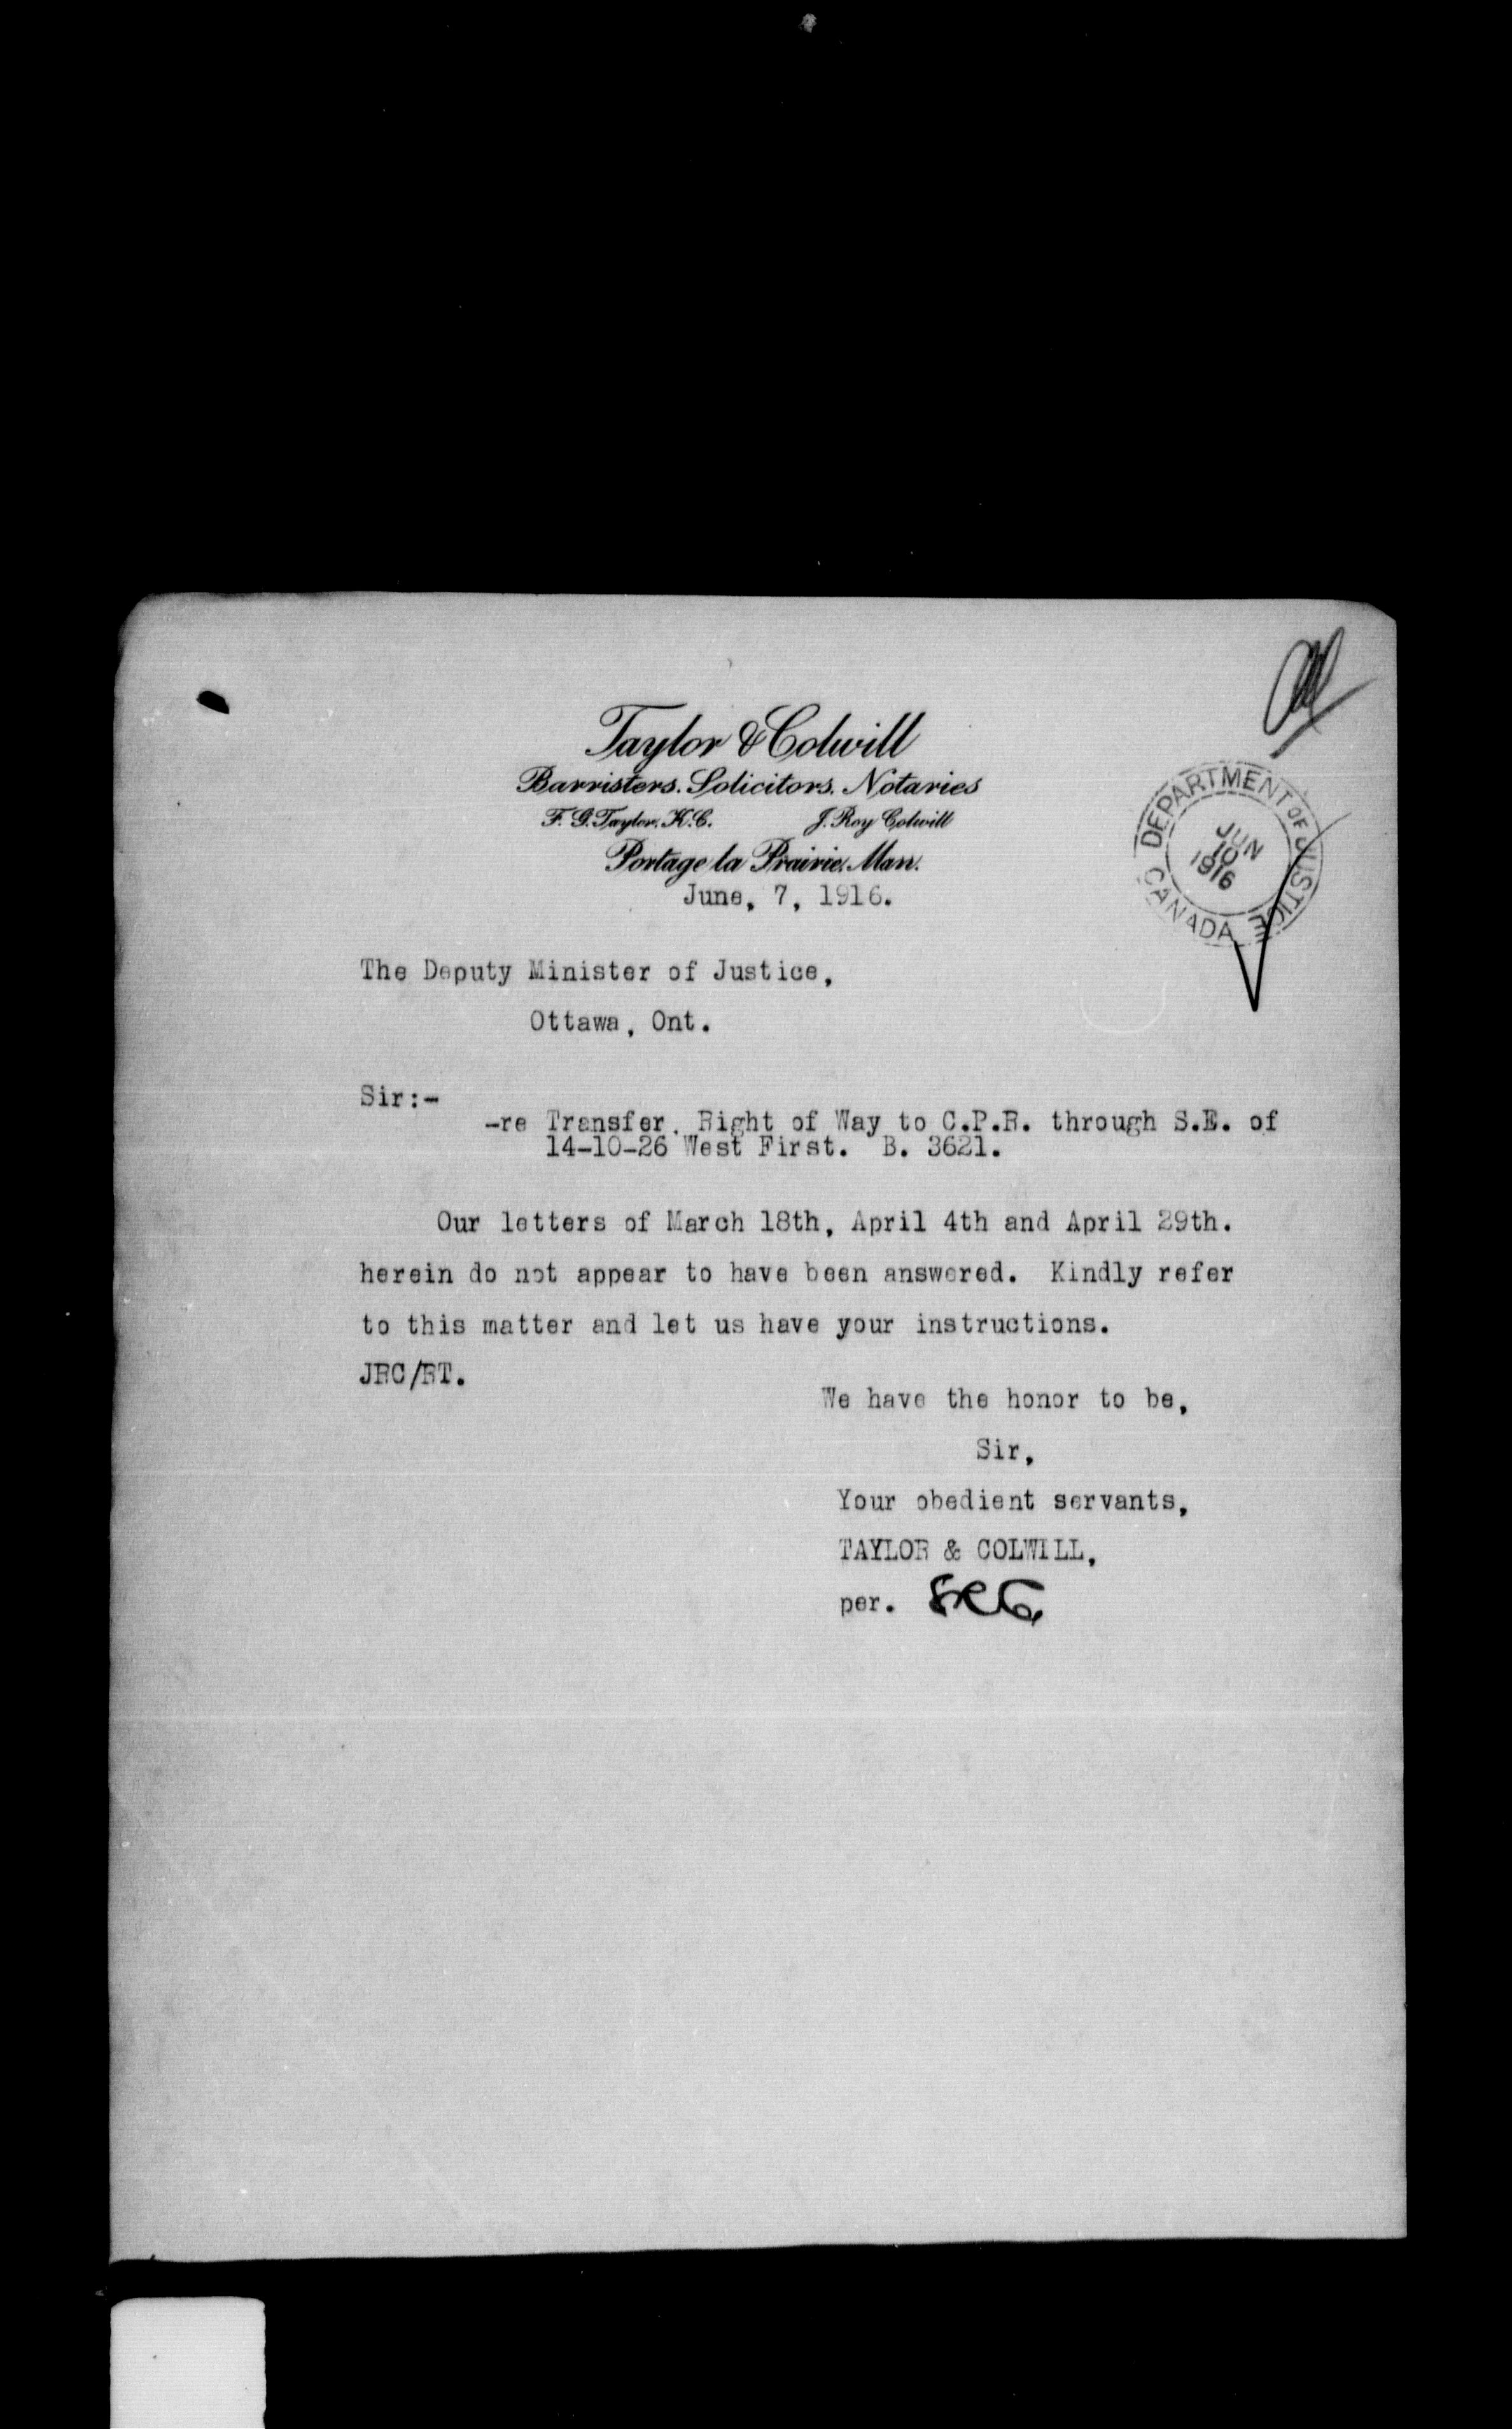 Taylor & Colwill
Barristers. Solicitors. Notaries
F. G. Taylor, K.C. J. Roy Colwill
Portage la Prairie, Man.
DEPARTMENT OF JUSTICE
JUN
10
1916
CANADA
June, 7, 1916.
The Deputy Minister of Justice,
Ottawa, Ont.
Sir:-
-re Transfer. Right of Way to C.P.R. through S.E. of
14-10-26 West First. B. 3621.
Our letters of March 18th, April 4th and April 29th.
herein do not appear to have been answered. Kindly refer
to this matter and let us have your instructions.
JRC/RT.
We have the honor to be,
Sir,
Your obedient servants,
TAYLOR & COLWILL,
per.